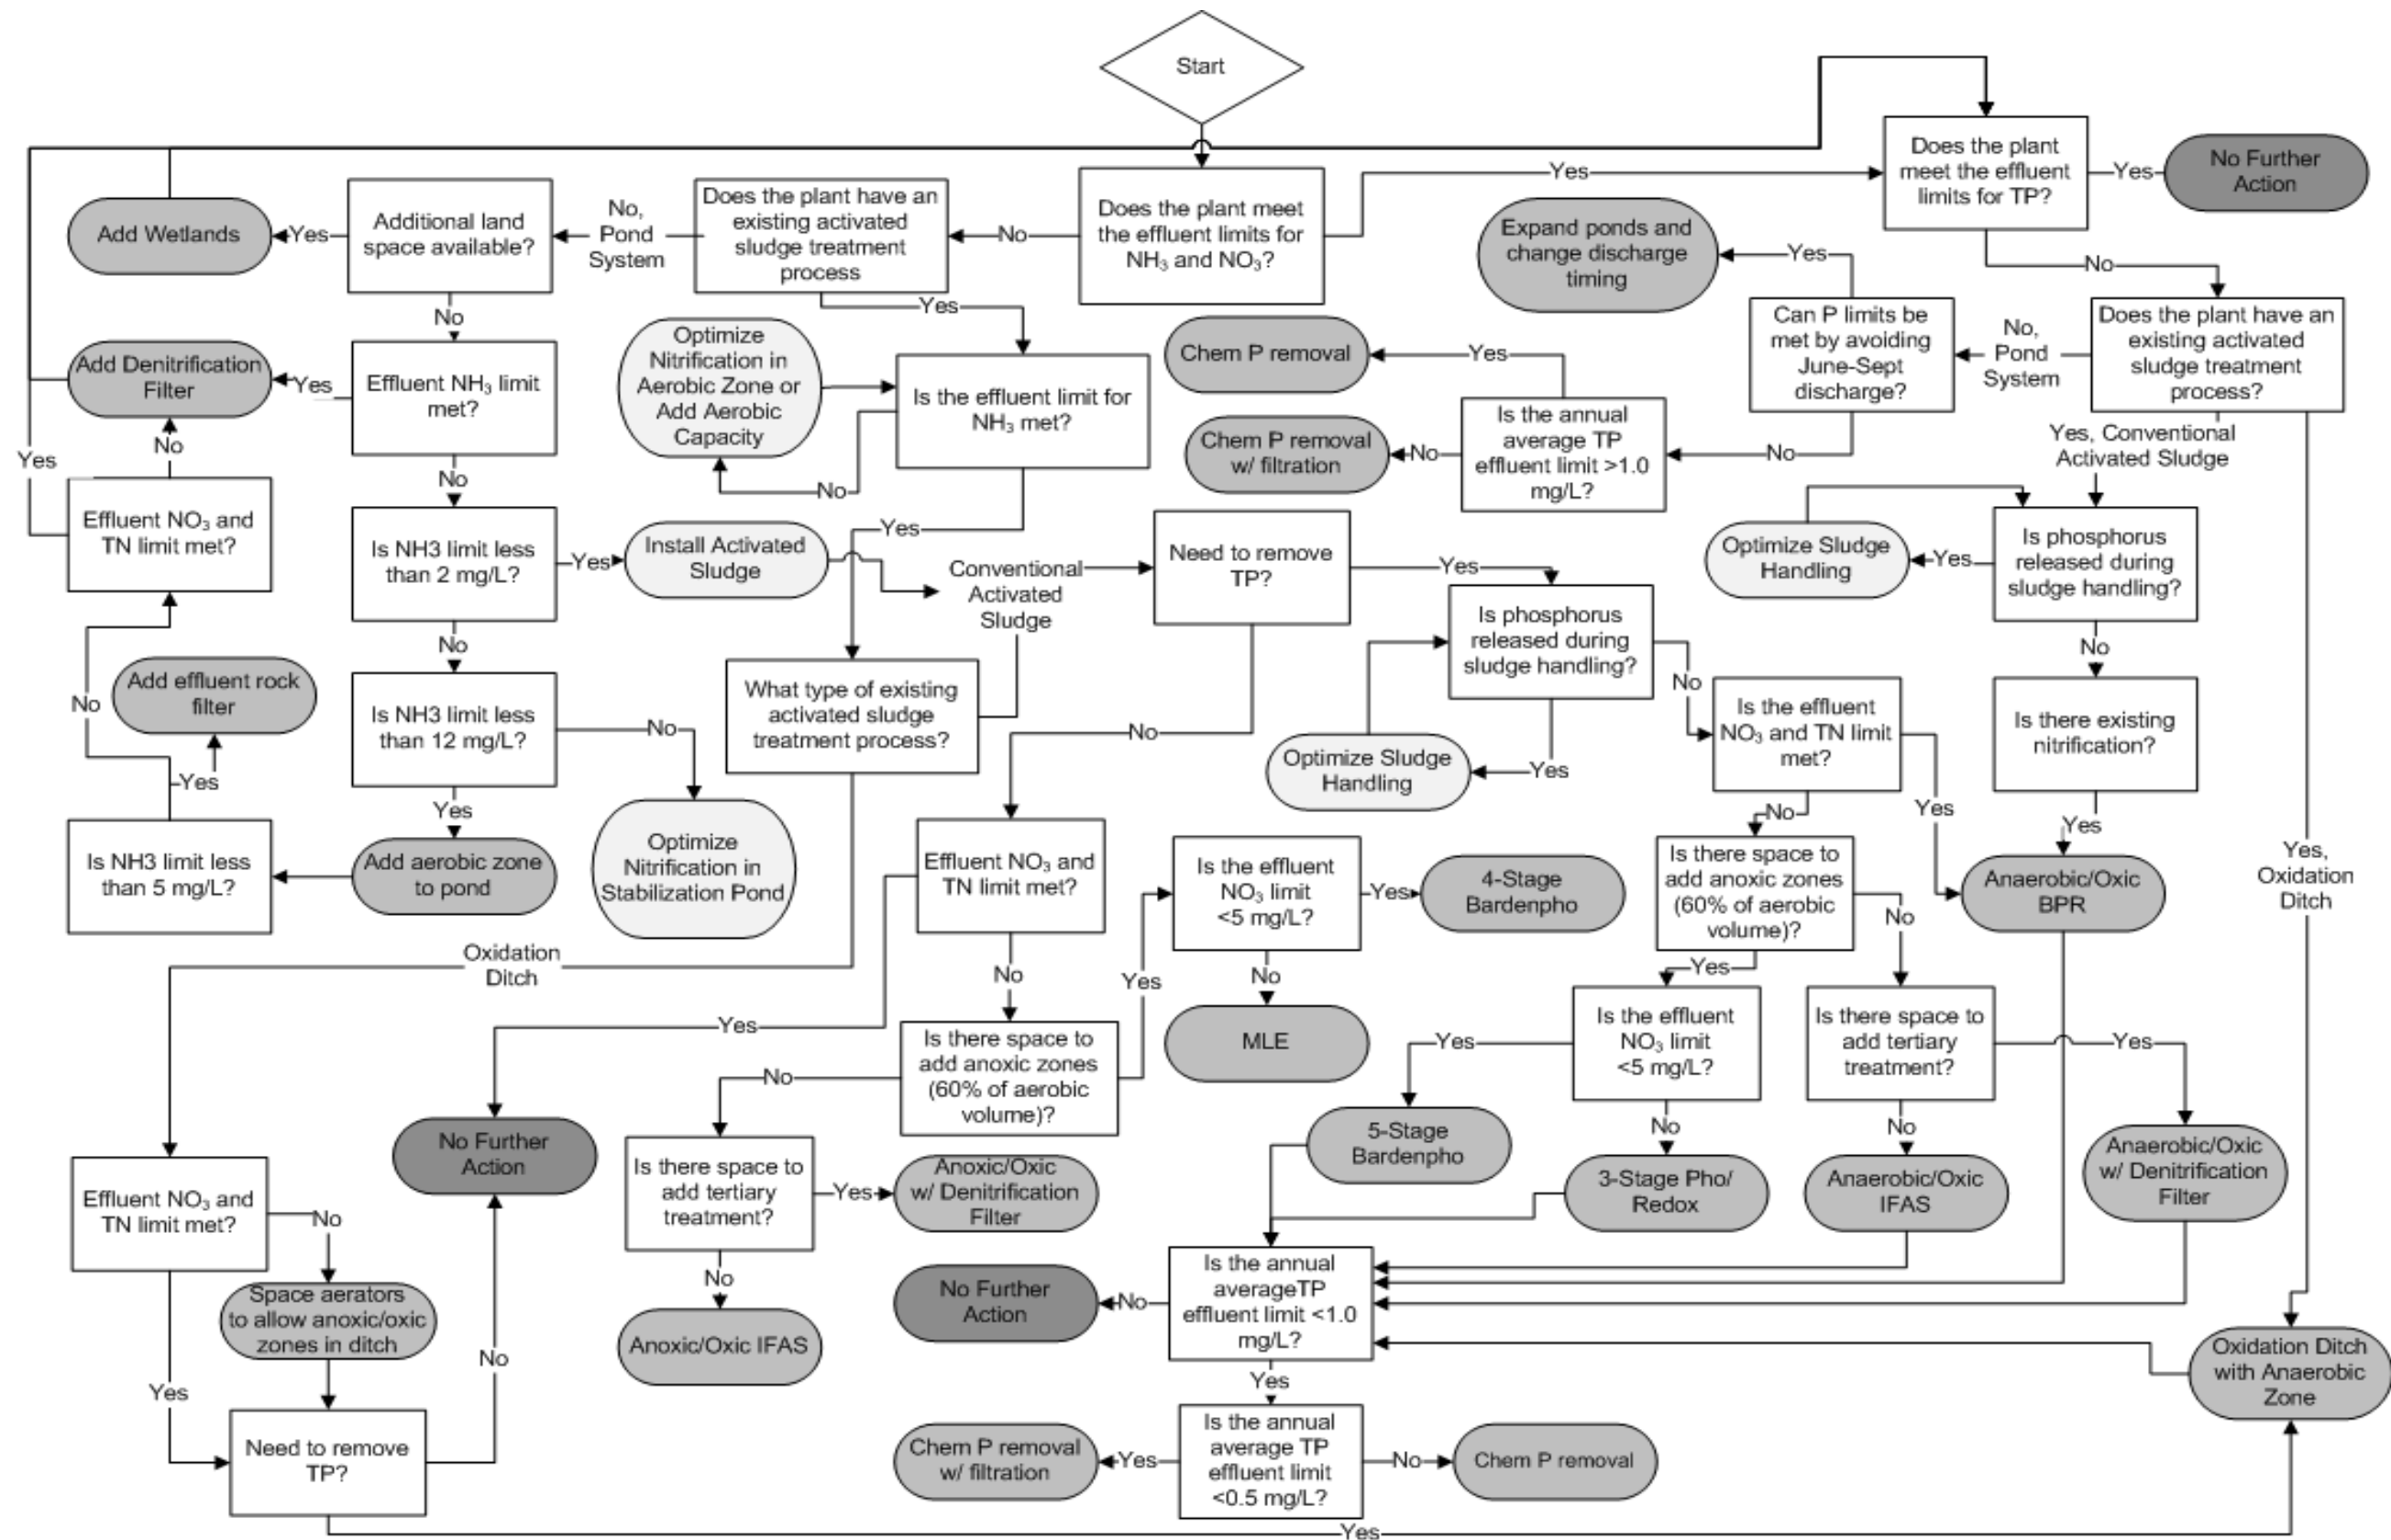 Start
Does the plant
meet the effluent
limits for TP?
Yes
No Further
Action
Yes
Does the plant meet
the effluent limits for
NH₃ and NO₃?
No
Does the plant have an
existing activated
sludge treatment
process
No,
Pond
System
Additional land
space available?
Yes
Add Wetlands
Expand ponds and
change discharge
timing
Yes
No
Can P limits be
met by avoiding
June-Sept
discharge?
No,
Pond
System
Does the plant have an
existing activated
sludge treatment
process?
No
Yes
Optimize
Nitrification in
Aerobic Zone or
Add Aerobic
Capacity
Is the effluent limit for
NH₃ met?
No
Yes
Chem P removal
Yes
Is the annual
average TP
effluent limit >1.0
mg/L?
No
Chem P removal
w/ filtration
No
Add Denitrification
Filter
Yes
Effluent NH₃ limit
met?
No
No
Yes
Effluent NO₃ and
TN limit met?
Is NH3 limit less
than 2 mg/L?
Yes
Install Activated
Sludge
No
Conventional
Activated
Sludge
Need to remove
TP?
Yes
No
Yes, Conventional
Activated Sludge
Is phosphorus
released during
sludge handling?
Yes
Optimize Sludge
Handling
No
Is there existing
nitrification?
Yes
Yes,
Oxidation
Ditch
Is phosphorus
released during
sludge handling?
Yes
Optimize Sludge
Handling
No
Is the effluent
NO₃ and TN limit
met?
Yes
No
Anaerobic/Oxic
BPR
Add effluent rock
filter
No
Yes
Is NH3 limit less
than 12 mg/L?
No
Yes
Is NH3 limit less
than 5 mg/L?
Add aerobic zone
to pond
Optimize
Nitrification in
Stabilization Pond
What type of existing
activated sludge
treatment process?
Oxidation
Ditch
Effluent NO₃ and
TN limit met?
No
Yes
Is the effluent
NO₃ limit
<5 mg/L?
Yes
4-Stage
Bardenpho
No
MLE
Yes
Is there space to
add anoxic zones
(60% of aerobic
volume)?
No
Is there space to
add anoxic zones
(60% of aerobic
volume)?
Yes
No
Is the effluent
NO₃ limit
<5 mg/L?
Yes
No
Is there space to
add tertiary
treatment?
Yes
No
5-Stage
Bardenpho
3-Stage Pho/
Redox
Anaerobic/Oxic
IFAS
Anaerobic/Oxic
w/ Denitrification
Filter
No Further
Action
Is there space to
add tertiary
treatment?
Yes
Anoxic/Oxic
w/ Denitrification
Filter
No
Anoxic/Oxic IFAS
Effluent NO₃ and
TN limit met?
No
Space aerators
to allow anoxic/oxic
zones in ditch
Yes
No
Need to remove
TP?
Yes
No Further
Action
No
Is the annual
averageTP
effluent limit <1.0
mg/L?
Yes
Oxidation Ditch
with Anaerobic
Zone
Chem P removal
w/ filtration
Yes
Is the annual
average TP
effluent limit
<0.5 mg/L?
No
Chem P removal